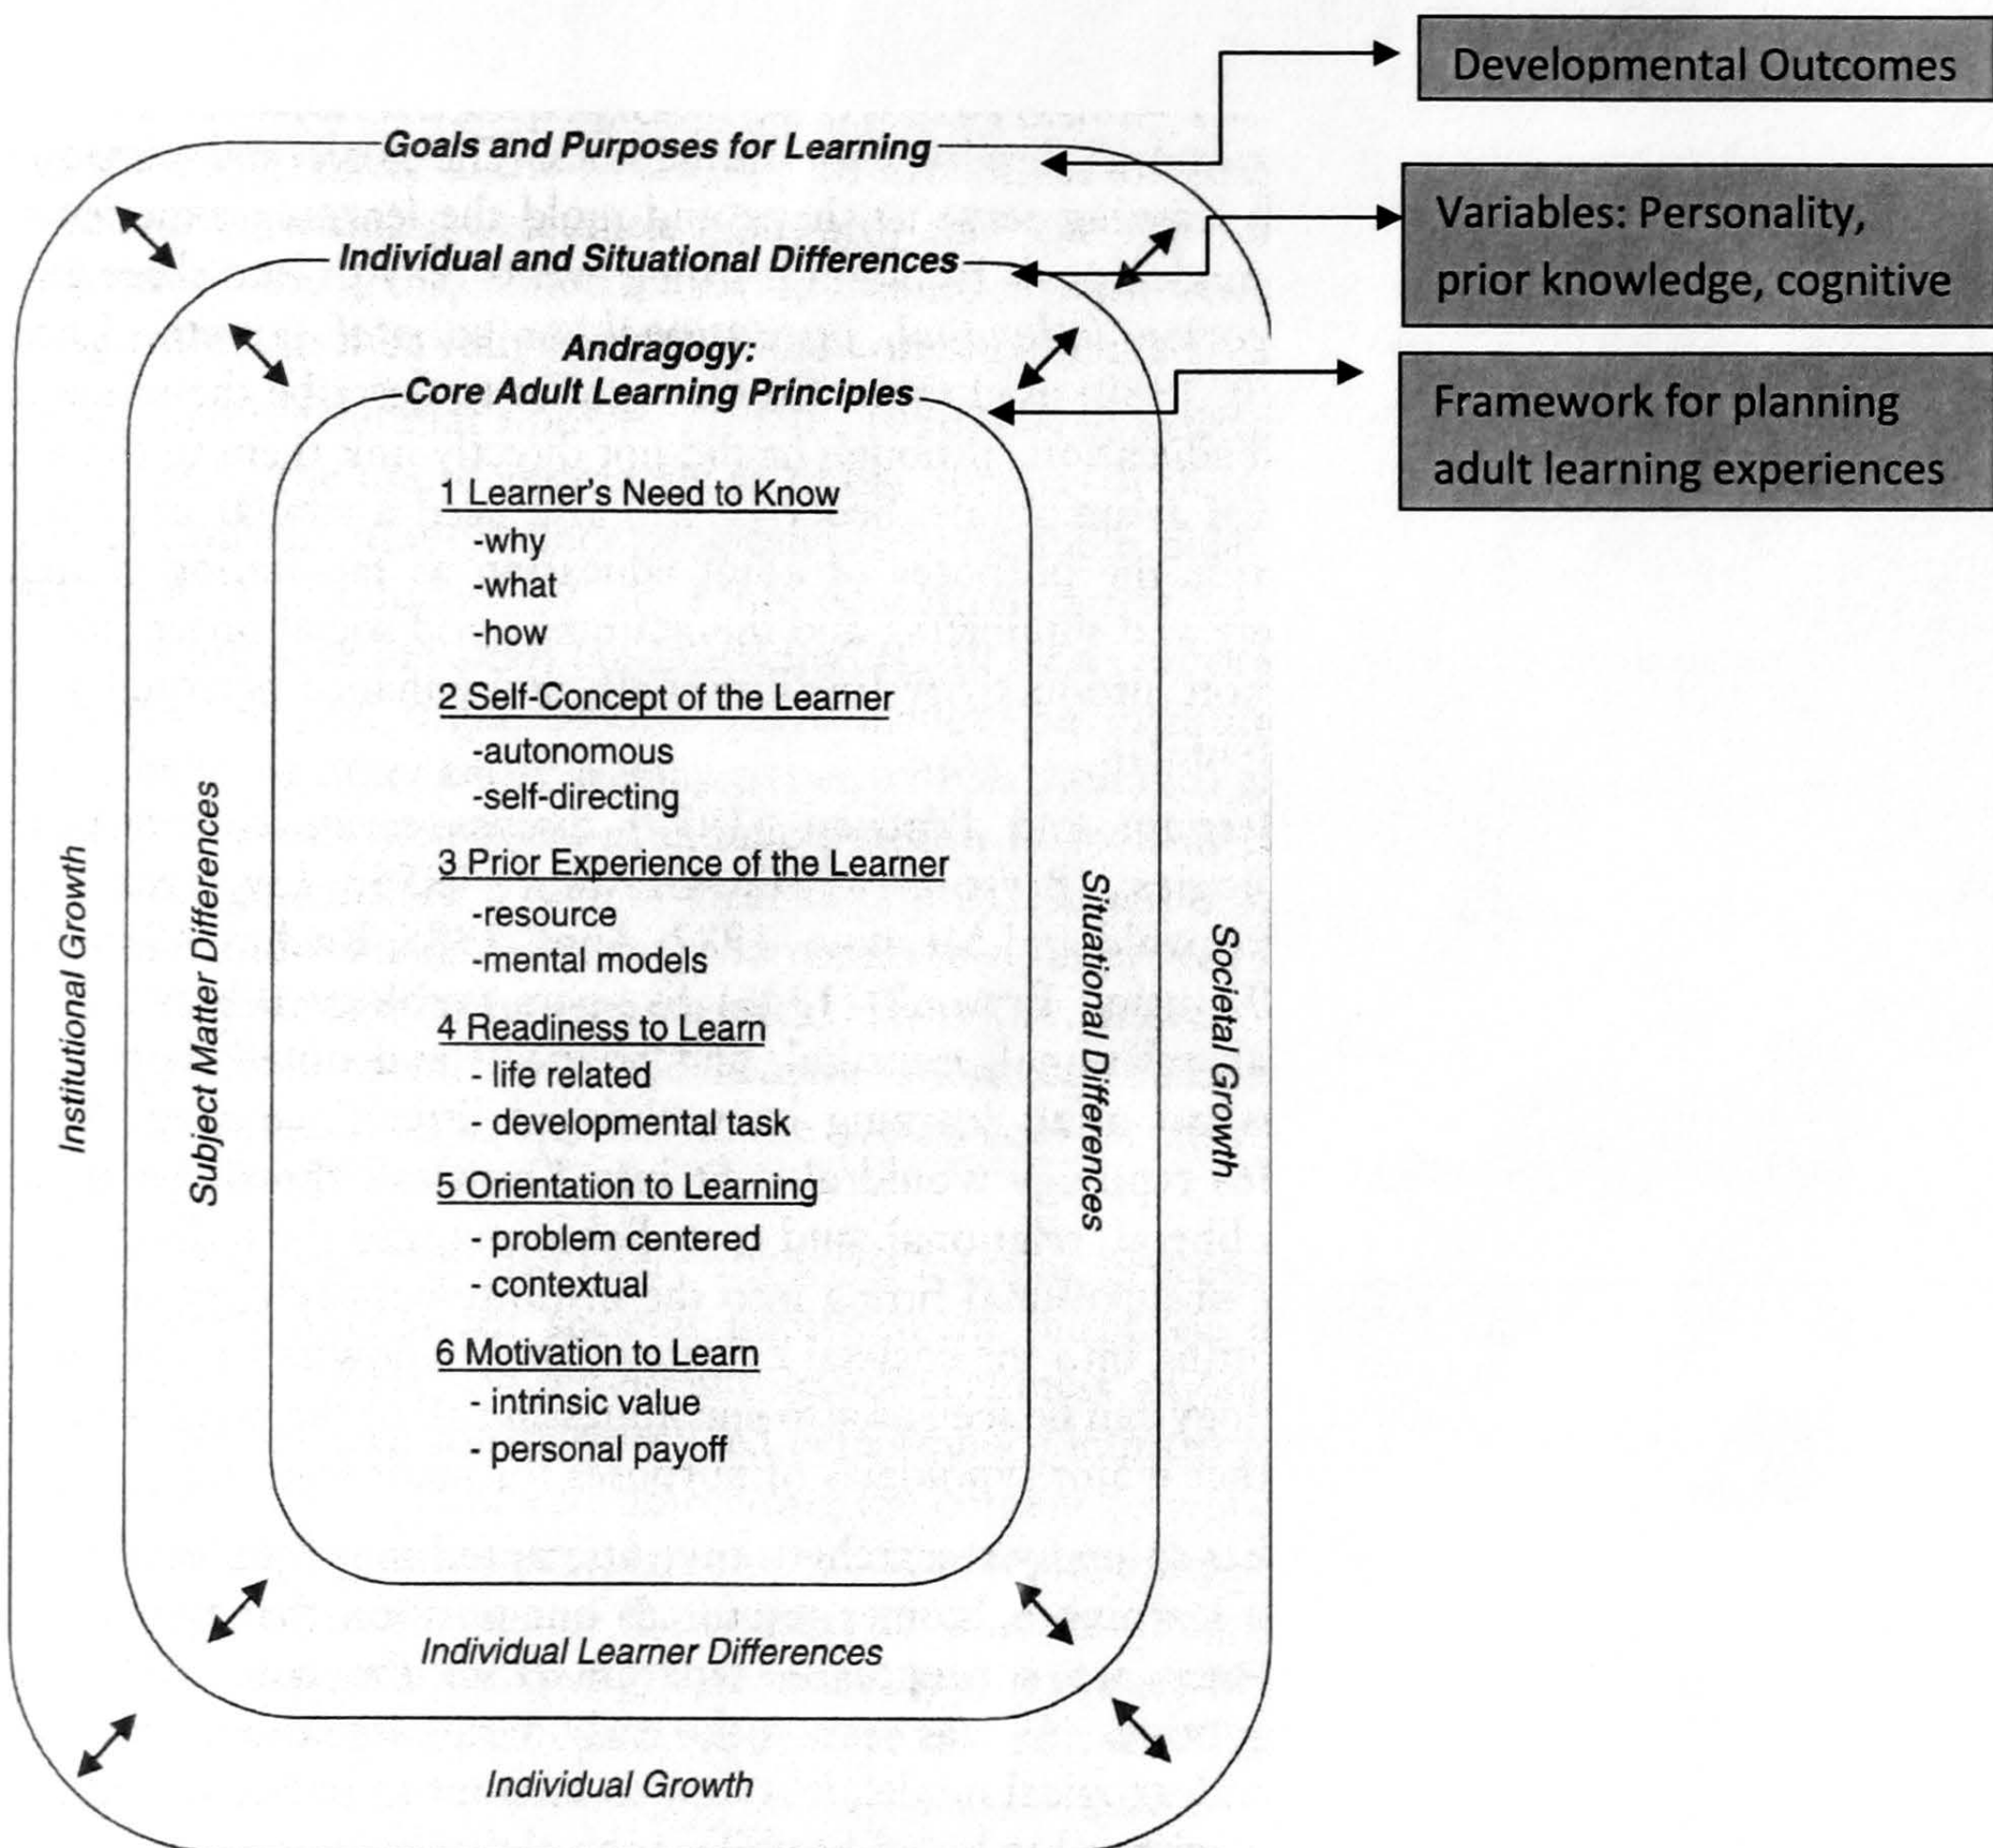 Developmental Outcomes
Goals and Purposes for Learning
Variables: Personality,
prior knowledge, cognitive
Individual and Situational Differences
Andragogy:
Core Adult Learning Principles
Framework for planning
adult learning experiences
1 Learner's Need to Know
-why
-what
-how
2 Self-Concept of the Learner
-autonomous
-self-directing
3 Prior Experience of the Learner
-resource
-mental models
4 Readiness to Learn
- life related
- developmental task
5 Orientation to Learning
- problem centered
- contextual
6 Motivation to Learn
- intrinsic value
- personal payoff
Institutional Growth
Subject Matter Differences
Situational Differences
Societal Growth
Individual Learner Differences
Individual Growth